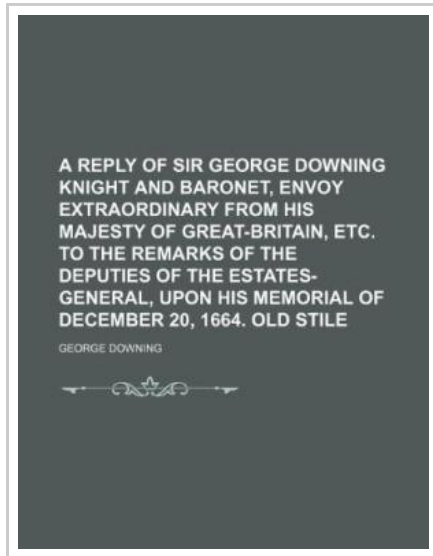 A REPLY OF SIR GEORGE DOWNING
KNIGHT AND BARONET, ENVOY
EXTRAORDINARY FROM HIS
MAJESTY OF GREAT-BRITAIN, ETC.
TO THE REMARKS OF THE
DEPUTIES OF THE ESTATES-
GENERAL, UPON HIS MEMORIAL OF
DECEMBER 20, 1664. OLD STILE
GEORGE DOWNING